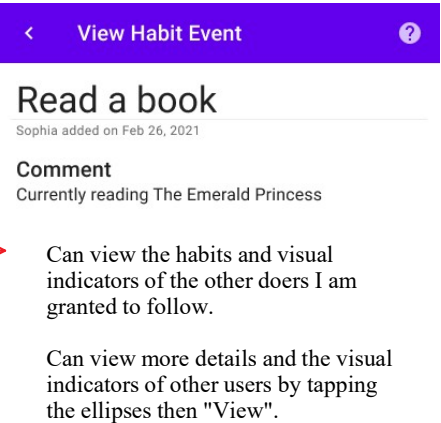 View Habit Event
Read a book
Sophia added on Feb 26, 2021
Comment
Currently reading The Emerald Princess
Can view the habits and visual
indicators of the other doers I am
granted to follow.
Can view more details and the visual
indicators of other users by tapping
the ellipses then "View".